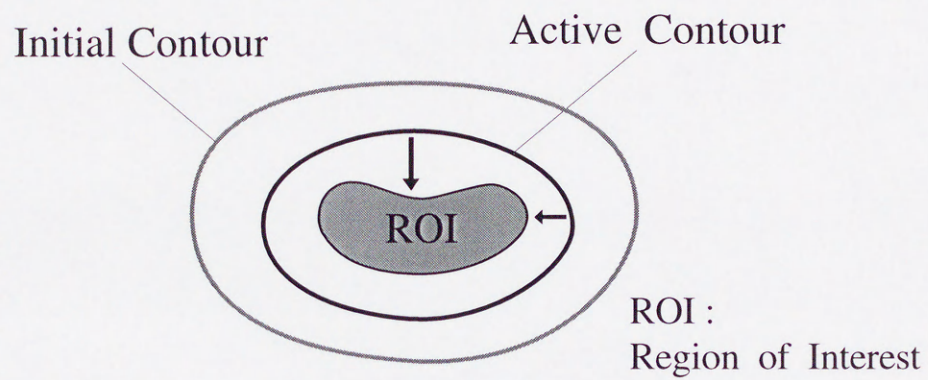 Initial Contour
Active Contour
ROI
ROI :
Region of Interest